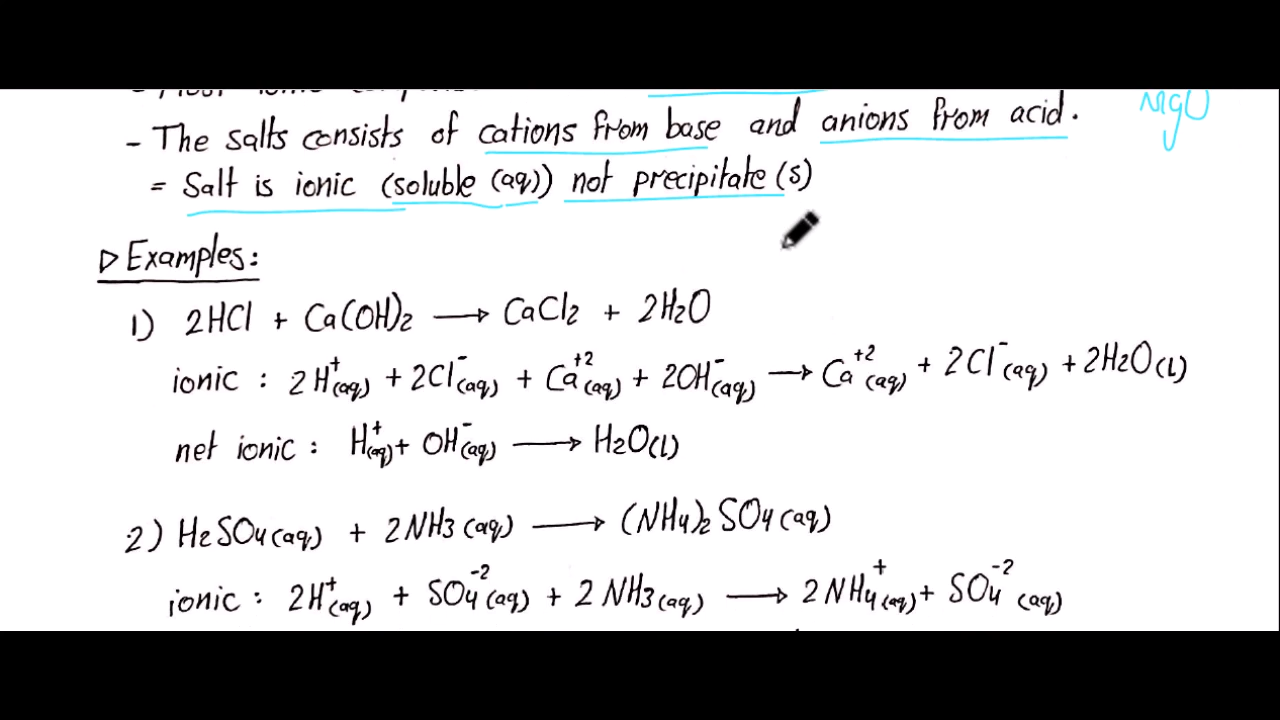 MgO
- The salts consists of cations from base and anions from acid.
= Salt is ionic (soluble (aq)) not precipitate (s)
▷ Examples:
1) 2HCl + Ca(OH)2 → CaCl2 + 2H2O
ionic : 2H⁺(aq) + 2Cl⁻(aq) + Ca⁺²(aq) + 2OH⁻(aq) → Ca⁺²(aq) + 2Cl⁻(aq) + 2H2O(l)
net ionic : H⁺(aq) + OH⁻(aq) → H2O(l)
2) H2SO4(aq) + 2NH3(aq) → (NH4)2SO4(aq)
ionic : 2H⁺(aq) + SO4⁻²(aq) + 2NH3(aq) → 2NH4⁺(aq) + SO4⁻²(aq)